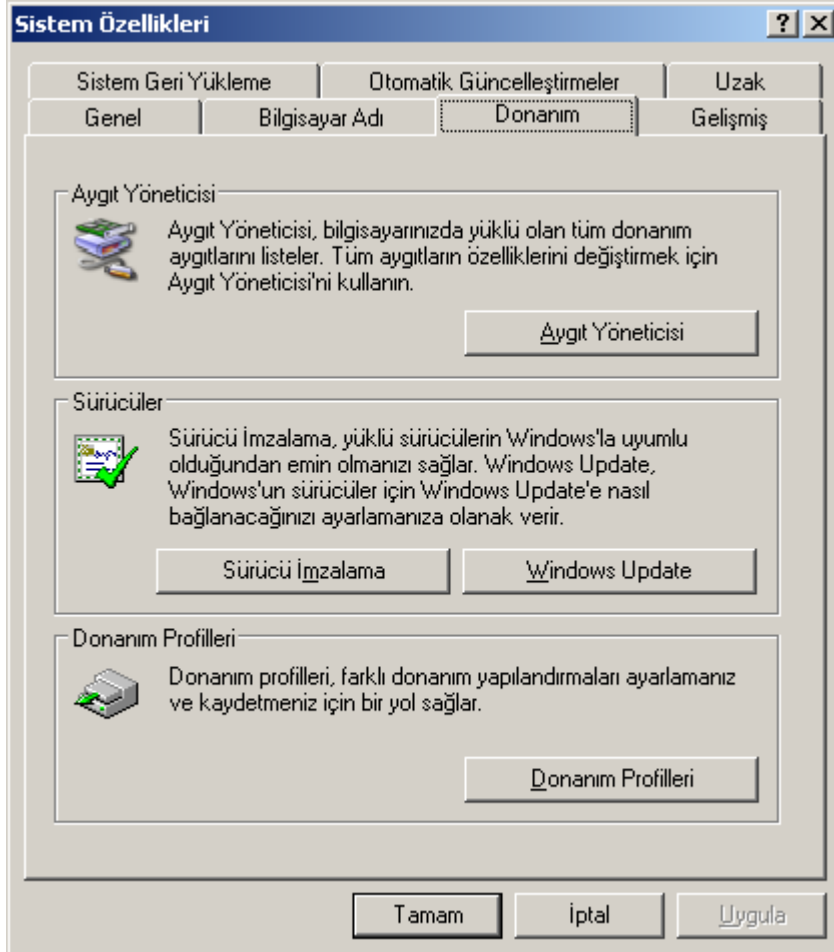 Sistem Özellikleri
Sistem Geri Yükleme
Otomatik Güncelleştirmeler
Uzak
Genel
Bilgisayar Adı
Donanım
Gelişmiş
Aygıt Yöneticisi
Aygıt Yöneticisi, bilgisayarınızda yüklü olan tüm donanım
aygıtlarını listeler. Tüm aygıtların özelliklerini değiştirmek için
Aygıt Yöneticisi'ni kullanın.
Aygıt Yöneticisi
Sürücüler
Sürücü İmzalama, yüklü sürücülerin Windows'la uyumlu
olduğundan emin olmanızı sağlar. Windows Update,
Windows'un sürücüler için Windows Update'e nasıl
bağlanacağınızı ayarlamanıza olanak verir.
Sürücü İmzalama
Windows Update
Donanım Profilleri
Donanım profilleri, farklı donanım yapılandırmaları ayarlamanız
ve kaydetmeniz için bir yol sağlar.
Donanım Profilleri
Tamam
İptal
Uygula